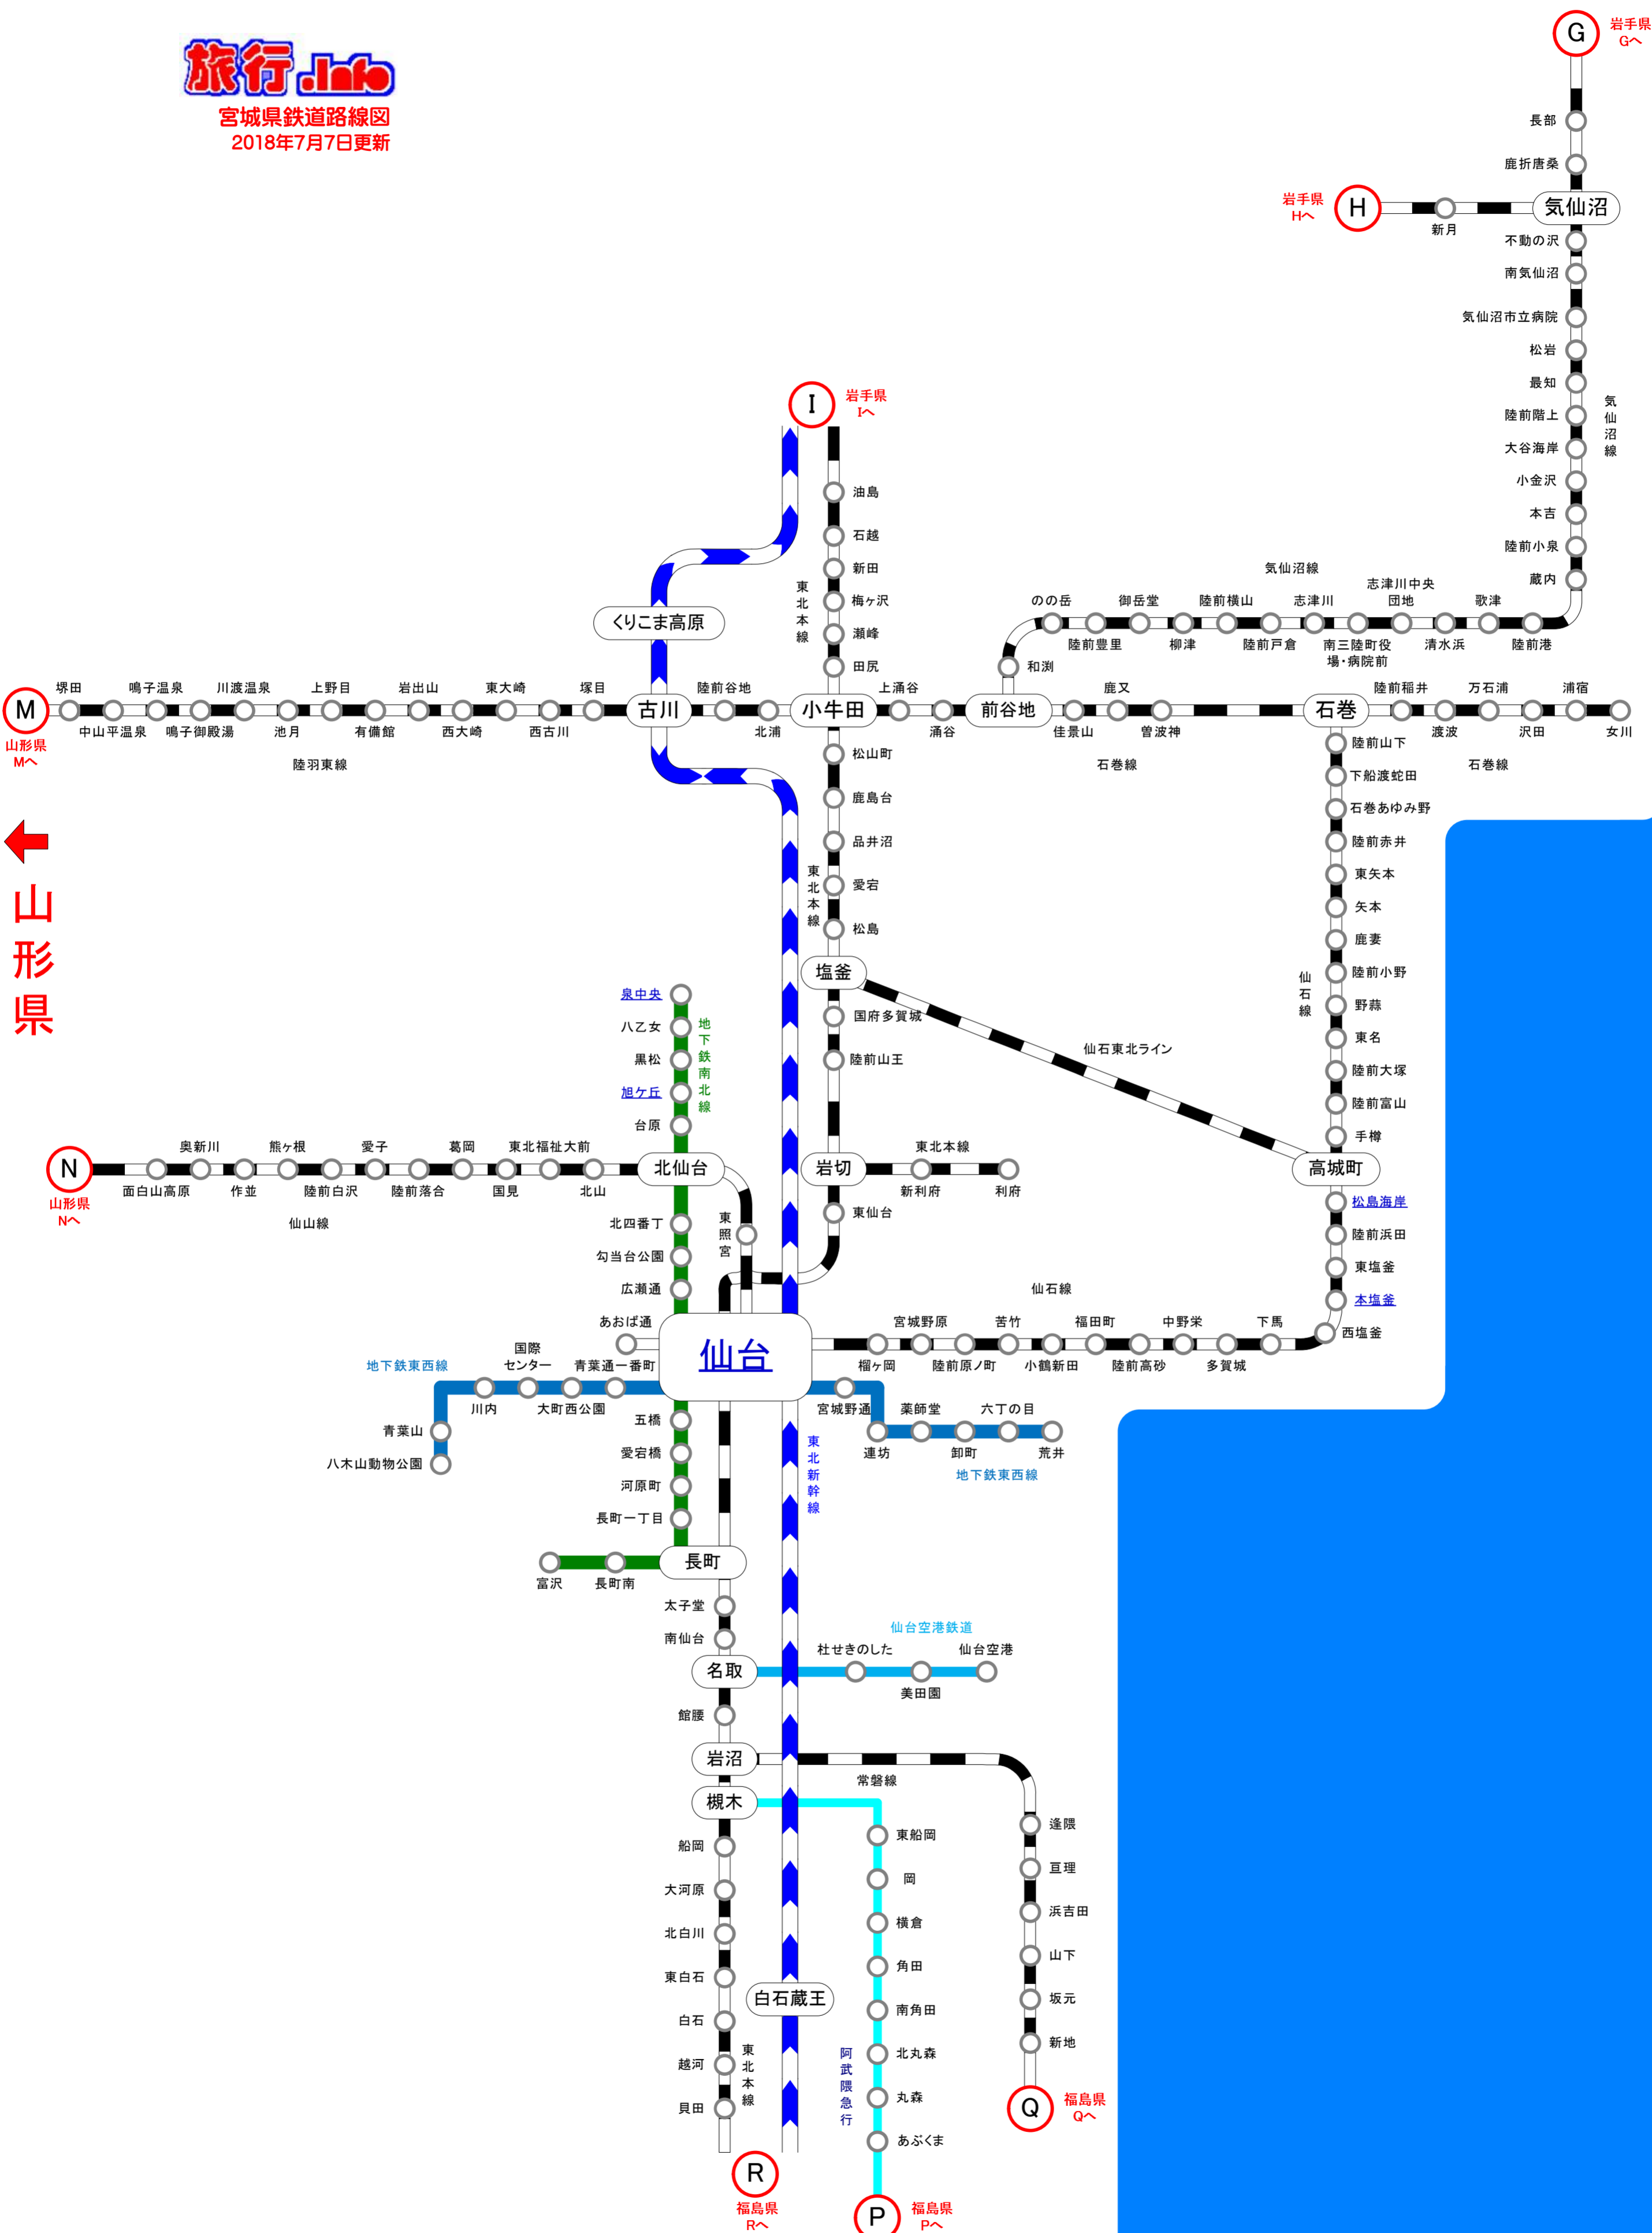 旅行.Info
宮城県鉄道路線図
2018年7月7日更新
G
岩手県
Gへ
長部
鹿折唐桑
岩手県
Hへ
H
新月
気仙沼
不動の沢
南気仙沼
気仙沼市立病院
松岩
最知
陸前階上
大谷海岸
小金沢
本吉
陸前小泉
蔵内
気仙沼線
I
岩手県
Iへ
油島
石越
新田
梅ヶ沢
瀬峰
田尻
東北本線
くりこま高原
気仙沼線
のの岳
御岳堂
陸前横山
志津川
志津川中央
団地
歌津
和渕
陸前豊里
柳津
陸前戸倉
南三陸町役
場・病院前
清水浜
陸前港
M
山形県
Mへ
堺田
鳴子温泉
川渡温泉
上野目
岩出山
東大崎
塚目
中山平温泉
鳴子御殿湯
池月
有備館
西大崎
西古川
陸羽東線
古川
陸前谷地
北浦
小牛田
上涌谷
涌谷
前谷地
鹿又
佳景山
曽波神
石巻線
石巻
陸前稲井
万石浦
浦宿
渡波
沢田
女川
石巻線
山形県
松山町
鹿島台
品井沼
愛宕
松島
東北本線
塩釜
国府多賀城
陸前山王
仙石東北ライン
陸前山下
下船渡蛇田
石巻あゆみ野
陸前赤井
東矢本
矢本
鹿妻
陸前小野
野蒜
東名
陸前大塚
陸前富山
手樽
仙石線
高城町
松島海岸
陸前浜田
東塩釜
本塩釜
西塩釜
泉中央
八乙女
黒松
旭ケ丘
台原
地下鉄南北線
N
山形県
Nへ
奥新川
熊ヶ根
愛子
葛岡
東北福祉大前
面白山高原
作並
陸前白沢
陸前落合
国見
北山
仙山線
北仙台
東照宮
岩切
東北本線
新利府
利府
東仙台
北四番丁
勾当台公園
広瀬通
あおば通
仙台
仙石線
宮城野原
苦竹
福田町
中野栄
下馬
榴ヶ岡
陸前原ノ町
小鶴新田
陸前高砂
多賀城
地下鉄東西線
国際
センター
青葉通一番町
川内
大町西公園
青葉山
八木山動物公園
宮城野通
薬師堂
六丁の目
連坊
卸町
荒井
地下鉄東西線
五橋
愛宕橋
河原町
長町一丁目
東北新幹線
長町
富沢
長町南
太子堂
南仙台
名取
仙台空港鉄道
杜せきのした
仙台空港
美田園
館腰
岩沼
常磐線
槻木
船岡
大河原
北白川
東白石
白石
越河
貝田
東北本線
白石蔵王
東船岡
岡
横倉
角田
南角田
北丸森
丸森
あぶくま
阿武隈急行
逢隈
亘理
浜吉田
山下
坂元
新地
Q
福島県
Qへ
R
福島県
Rへ
P
福島県
Pへ